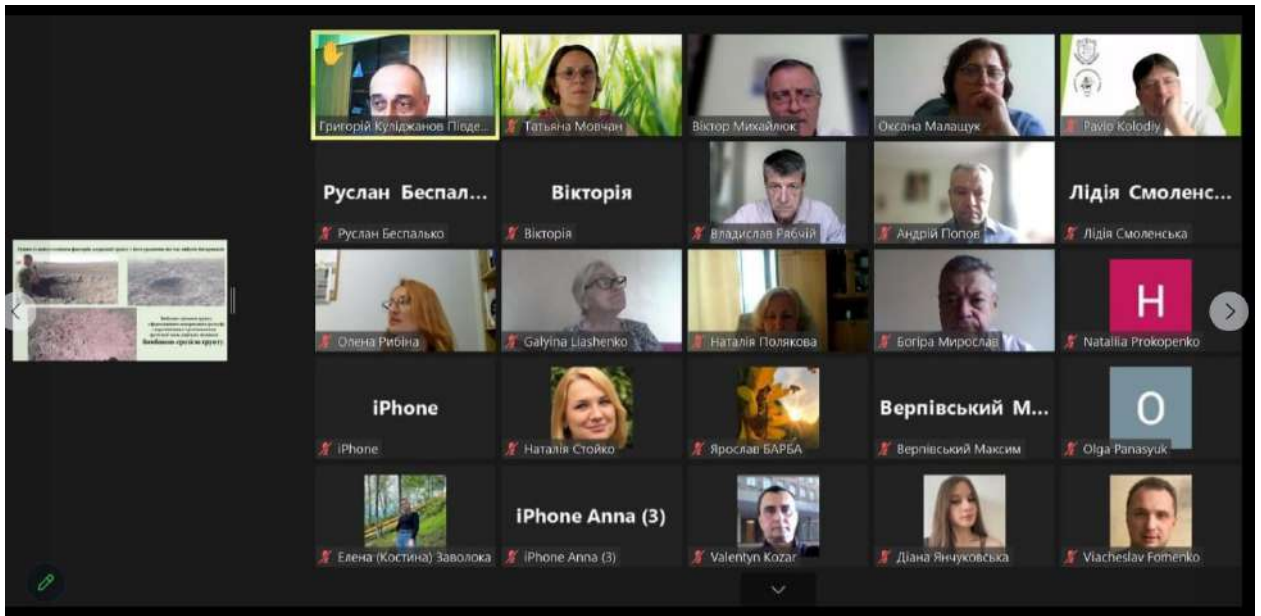 Григорій Куліджанов Півде...
Татьяна Мовчан
Віктор Михайлюк
Оксана Малащук
Pavlo Kolodiy
Руслан Беспал...
Вікторія
Лідія Смоленс...
Руслан Беспалько
Вікторія
Владислав Рябчій
Андрій Попов
Лідія Смоленська
H
Олена Рибіна
Galyina Liashenko
Наталія Полякова
Богіра Мирослав
Nataliia Prokopenko
iPhone
Верпівський М...
O
iPhone
Наталія Стойко
Ярослав БАРБА
Верпівський Максим
Olga Panasyuk
iPhone Anna (3)
Елена (Костина) Заволока
iPhone Anna (3)
Valentyn Kozar
Діана Янчуковська
Viacheslav Fomenko